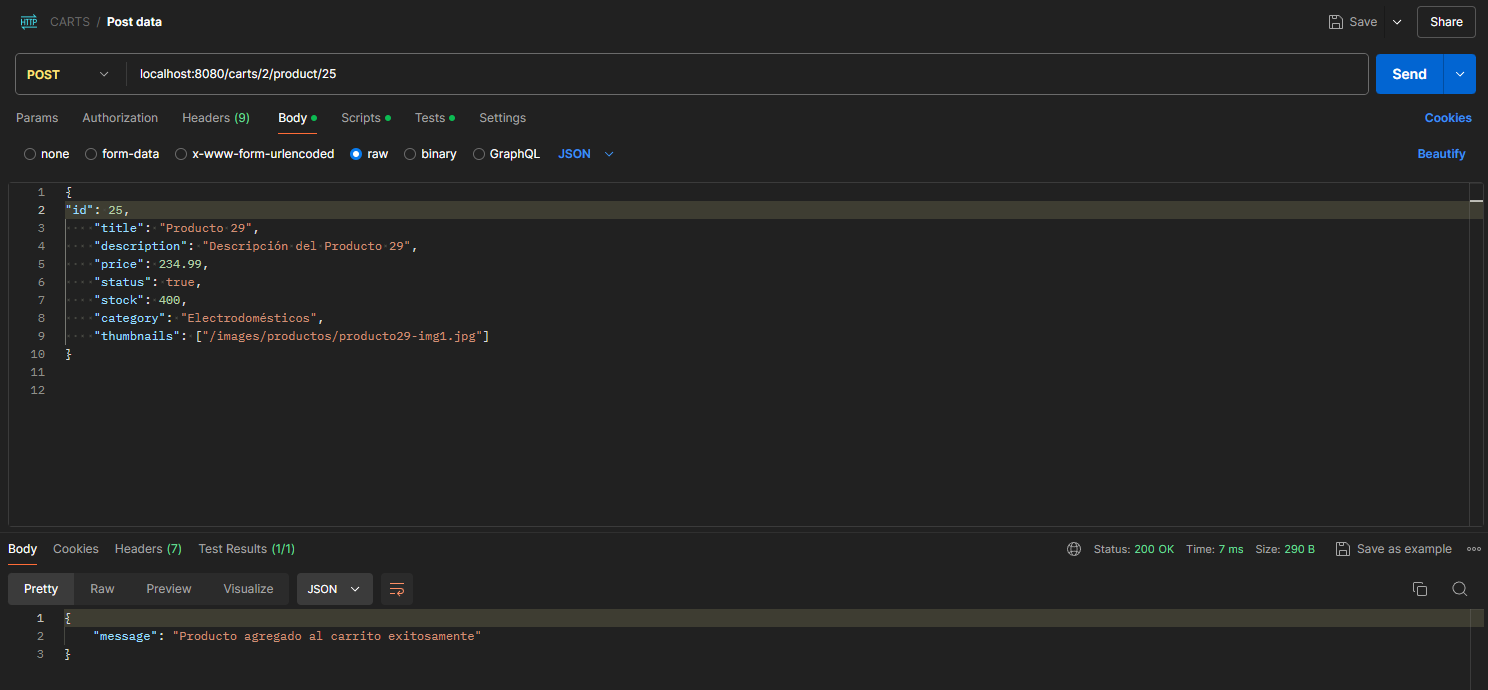 HTTP CARTS / Post data Save Share
POST localhost:8080/carts/2/product/25 Send
Params Authorization Headers (9) Body Scripts Tests Settings Cookies
none form-data x-www-form-urlencoded raw binary GraphQL JSON Beautify
1 {
2 "id": 25,
3 ····"title":·"Producto·29",
4 ····"description":·"Descripción·del·Producto·29",
5 ····"price":·234.99,
6 ····"status":·true,
7 ····"stock":·400,
8 ····"category":·"Electrodomésticos",
9 ····"thumbnails":·["/images/productos/producto29-img1.jpg"]
10 }
11
12
Body Cookies Headers (7) Test Results (1/1) Status: 200 OK Time: 7 ms Size: 290 B Save as example
Pretty Raw Preview Visualize JSON
1 {
2 "message": "Producto agregado al carrito exitosamente"
3 }